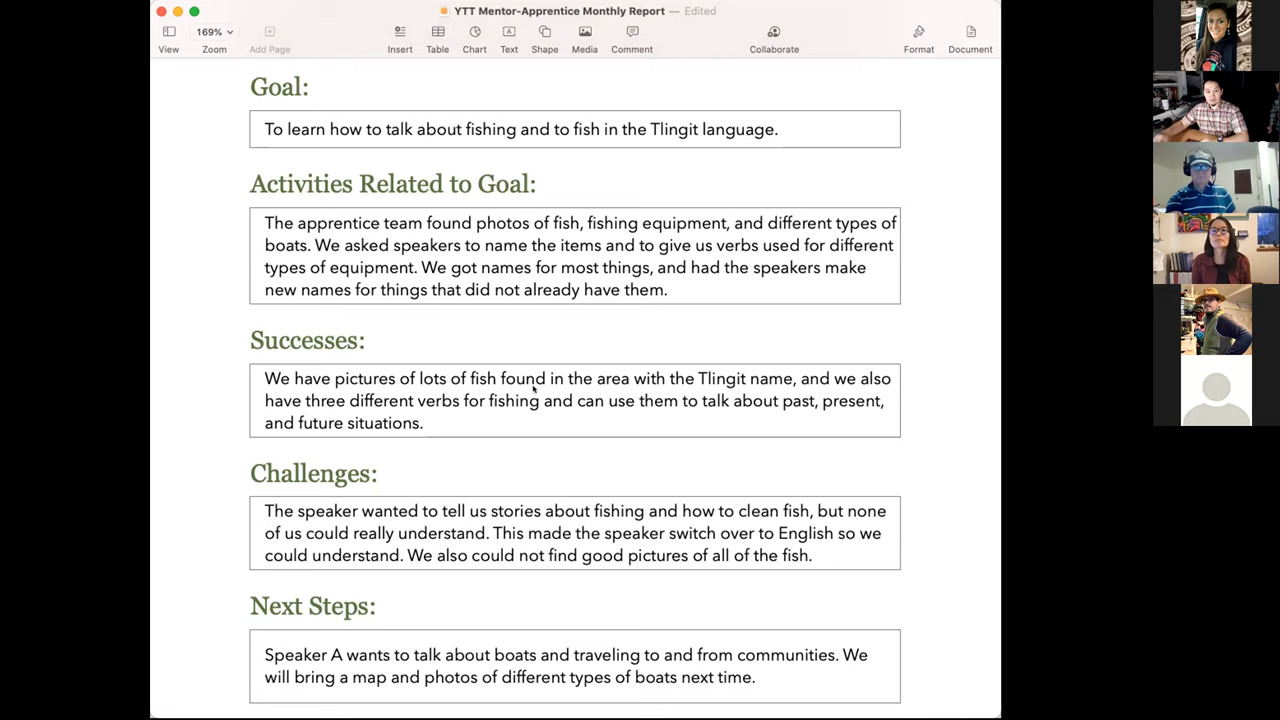 YTT Mentor-Apprentice Monthly Report — Edited
169%
View
Zoom
Add Page
Insert
Table
Chart
Text
Shape
Media
Comment
Collaborate
Format
Document
Goal:
To learn how to talk about fishing and to fish in the Tlingit language.
Activities Related to Goal:
The apprentice team found photos of fish, fishing equipment, and different types of
boats. We asked speakers to name the items and to give us verbs used for different
types of equipment. We got names for most things, and had the speakers make
new names for things that did not already have them.
Successes:
We have pictures of lots of fish found in the area with the Tlingit name, and we also
have three different verbs for fishing and can use them to talk about past, present,
and future situations.
Challenges:
The speaker wanted to tell us stories about fishing and how to clean fish, but none
of us could really understand. This made the speaker switch over to English so we
could understand. We also could not find good pictures of all of the fish.
Next Steps:
Speaker A wants to talk about boats and traveling to and from communities. We
will bring a map and photos of different types of boats next time.